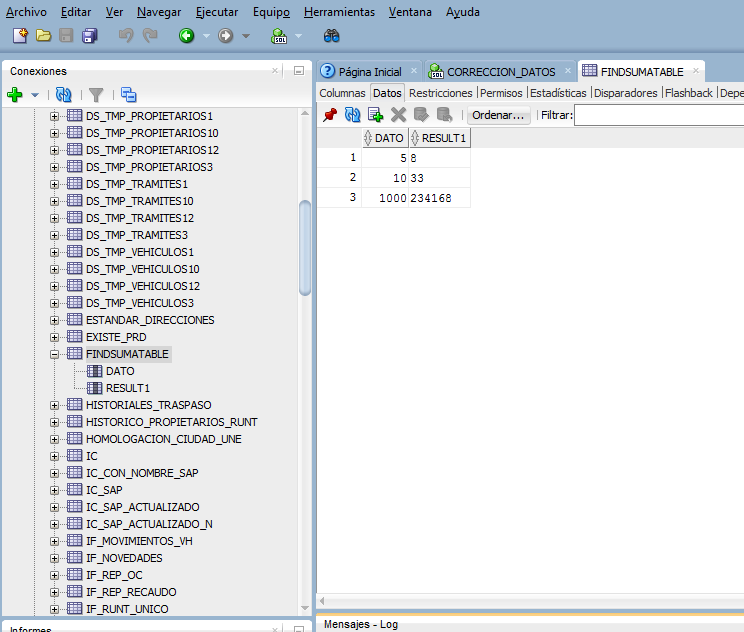 Archivo Editar Ver Navegar Ejecutar Equipo Herramientas Ventana Ayuda
SQL
Conexiones
DS_TMP_PROPIETARIOS1
DS_TMP_PROPIETARIOS10
DS_TMP_PROPIETARIOS12
DS_TMP_PROPIETARIOS3
DS_TMP_TRAMITES1
DS_TMP_TRAMITES10
DS_TMP_TRAMITES12
DS_TMP_TRAMITES3
DS_TMP_VEHICULOS1
DS_TMP_VEHICULOS10
DS_TMP_VEHICULOS12
DS_TMP_VEHICULOS3
ESTANDAR_DIRECCIONES
EXISTE_PRD
FINDSUMATABLE
DATO
RESULT1
HISTORIALES_TRASPASO
HISTORICO_PROPIETARIOS_RUNT
HOMOLOGACION_CIUDAD_UNE
IC
IC_CON_NOMBRE_SAP
IC_SAP
IC_SAP_ACTUALIZADO
IC_SAP_ACTUALIZADO_N
IF_MOVIMIENTOS_VH
IF_NOVEDADES
IF_REP_OC
IF_REP_RECAUDO
IF_RUNT_UNICO
Informes
Página Inicial CORRECCION_DATOS FINDSUMATABLE
Columnas Datos Restricciones Permisos Estadísticas Disparadores Flashback Depe
Ordenar... Filtrar:
DATO RESULT1
1 5 8
2 10 33
3 1000 234168
Mensajes - Log